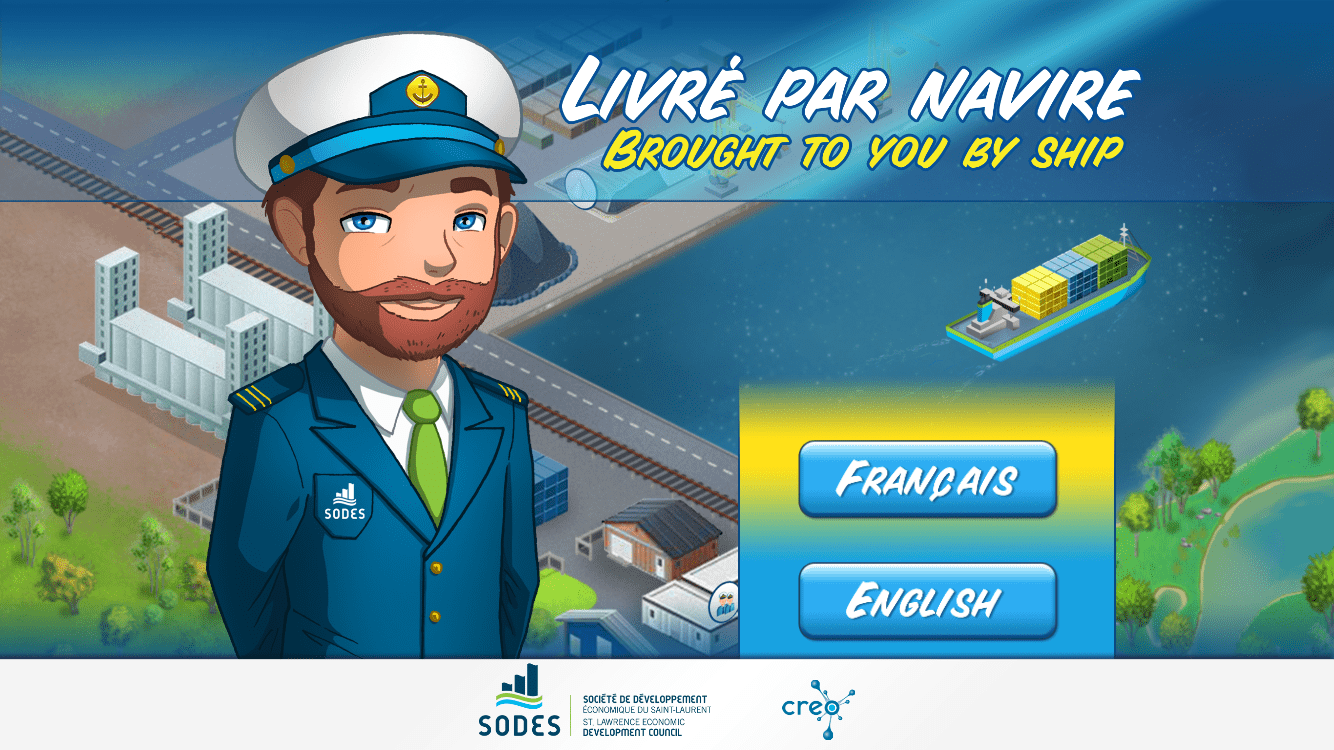 LIVRÉ PAR NAVIRE
BROUGHT TO YOU BY SHIP
SODES
FRANÇAIS
ENGLISH
SODES
SOCIÉTÉ DE DÉVELOPPEMENT
ÉCONOMIQUE DU SAINT-LAURENT
ST. LAWRENCE ECONOMIC
DEVELOPMENT COUNCIL
creo